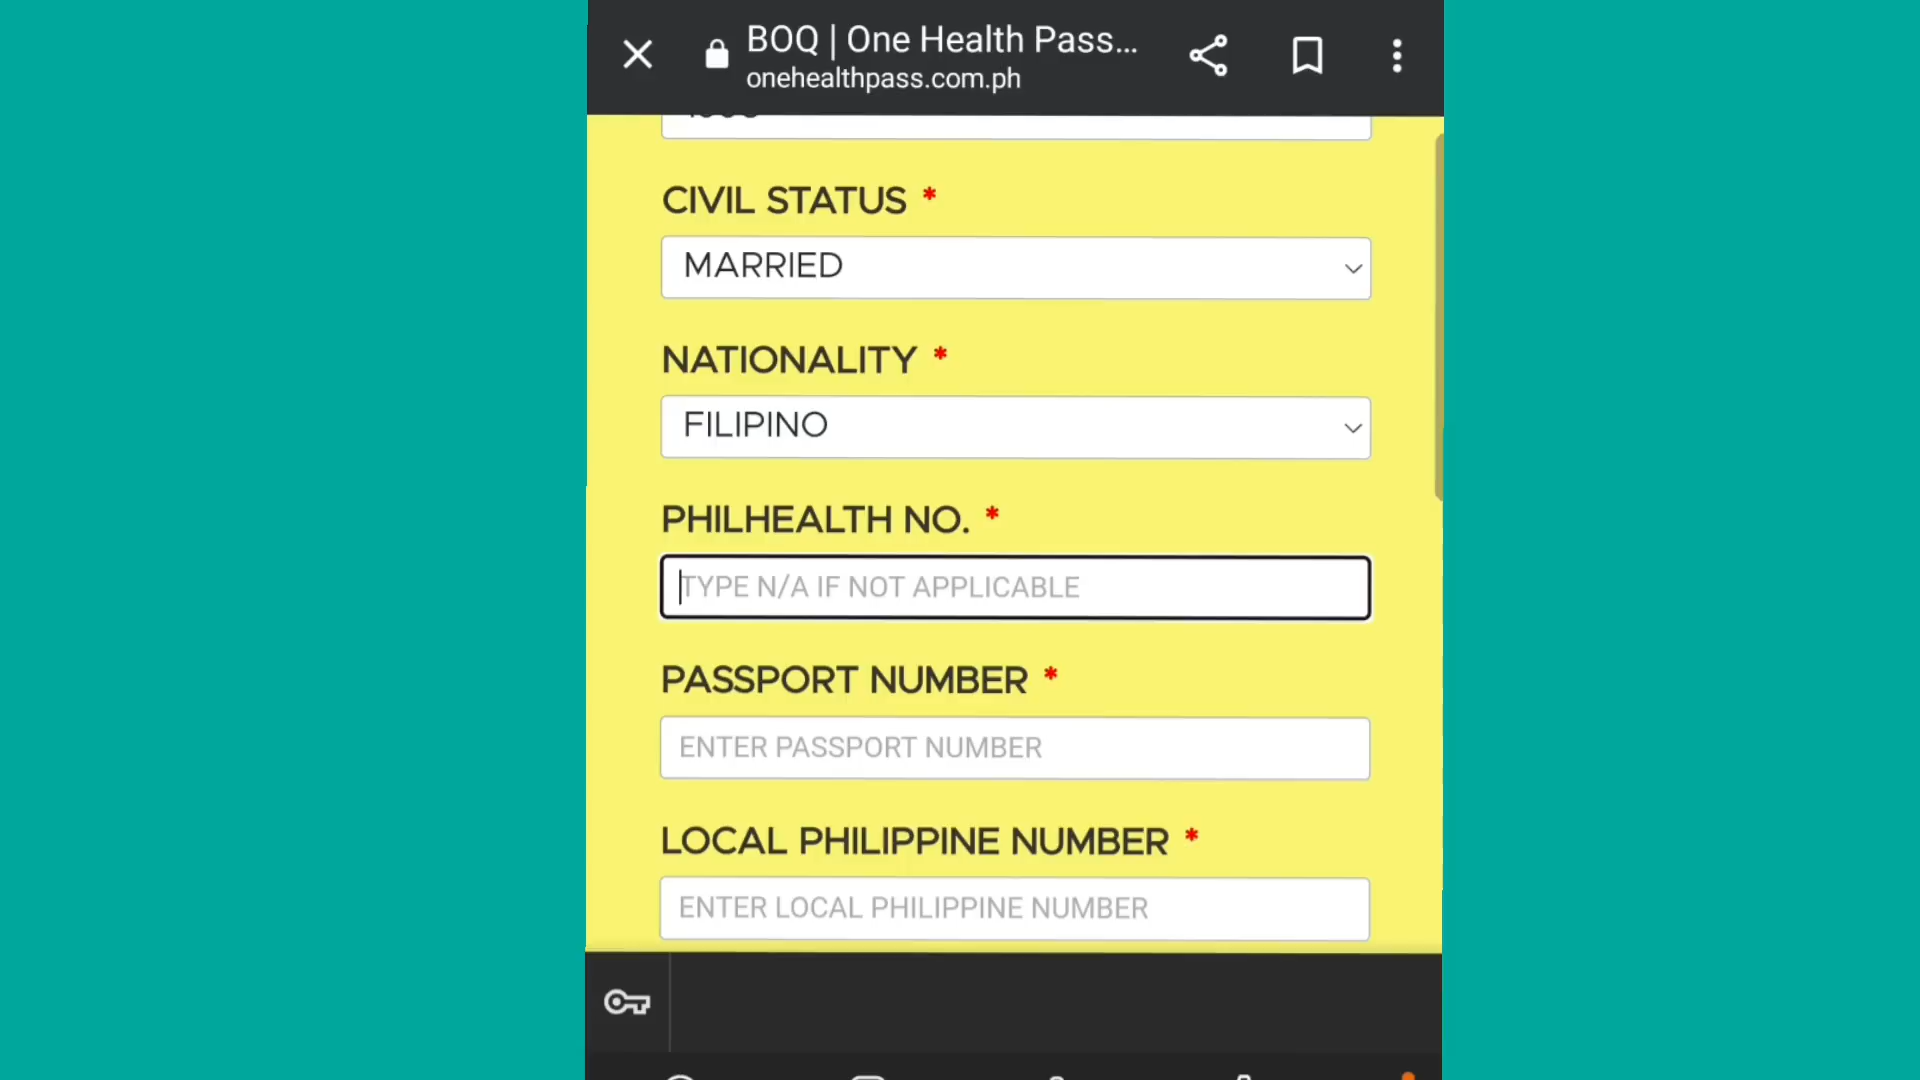 BOQ | One Health Pass...
onehealthpass.com.ph
CIVIL STATUS *
MARRIED
NATIONALITY *
FILIPINO
PHILHEALTH NO. *
TYPE N/A IF NOT APPLICABLE
PASSPORT NUMBER *
ENTER PASSPORT NUMBER
LOCAL PHILIPPINE NUMBER *
ENTER LOCAL PHILIPPINE NUMBER